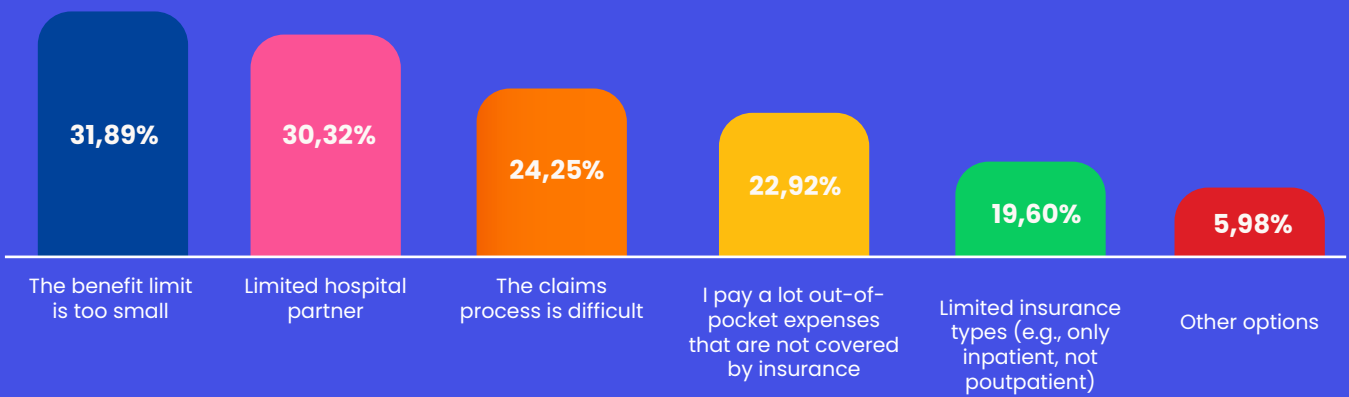 31,89%
30,32%
24,25%
22,92%
19,60%
5,98%
The benefit limit
is too small
Limited hospital
partner
The claims
process is difficult
I pay a lot out-of-
pocket expenses
that are not covered
by insurance
Limited insurance
types (e.g., only
inpatient, not
poutpatient)
Other options